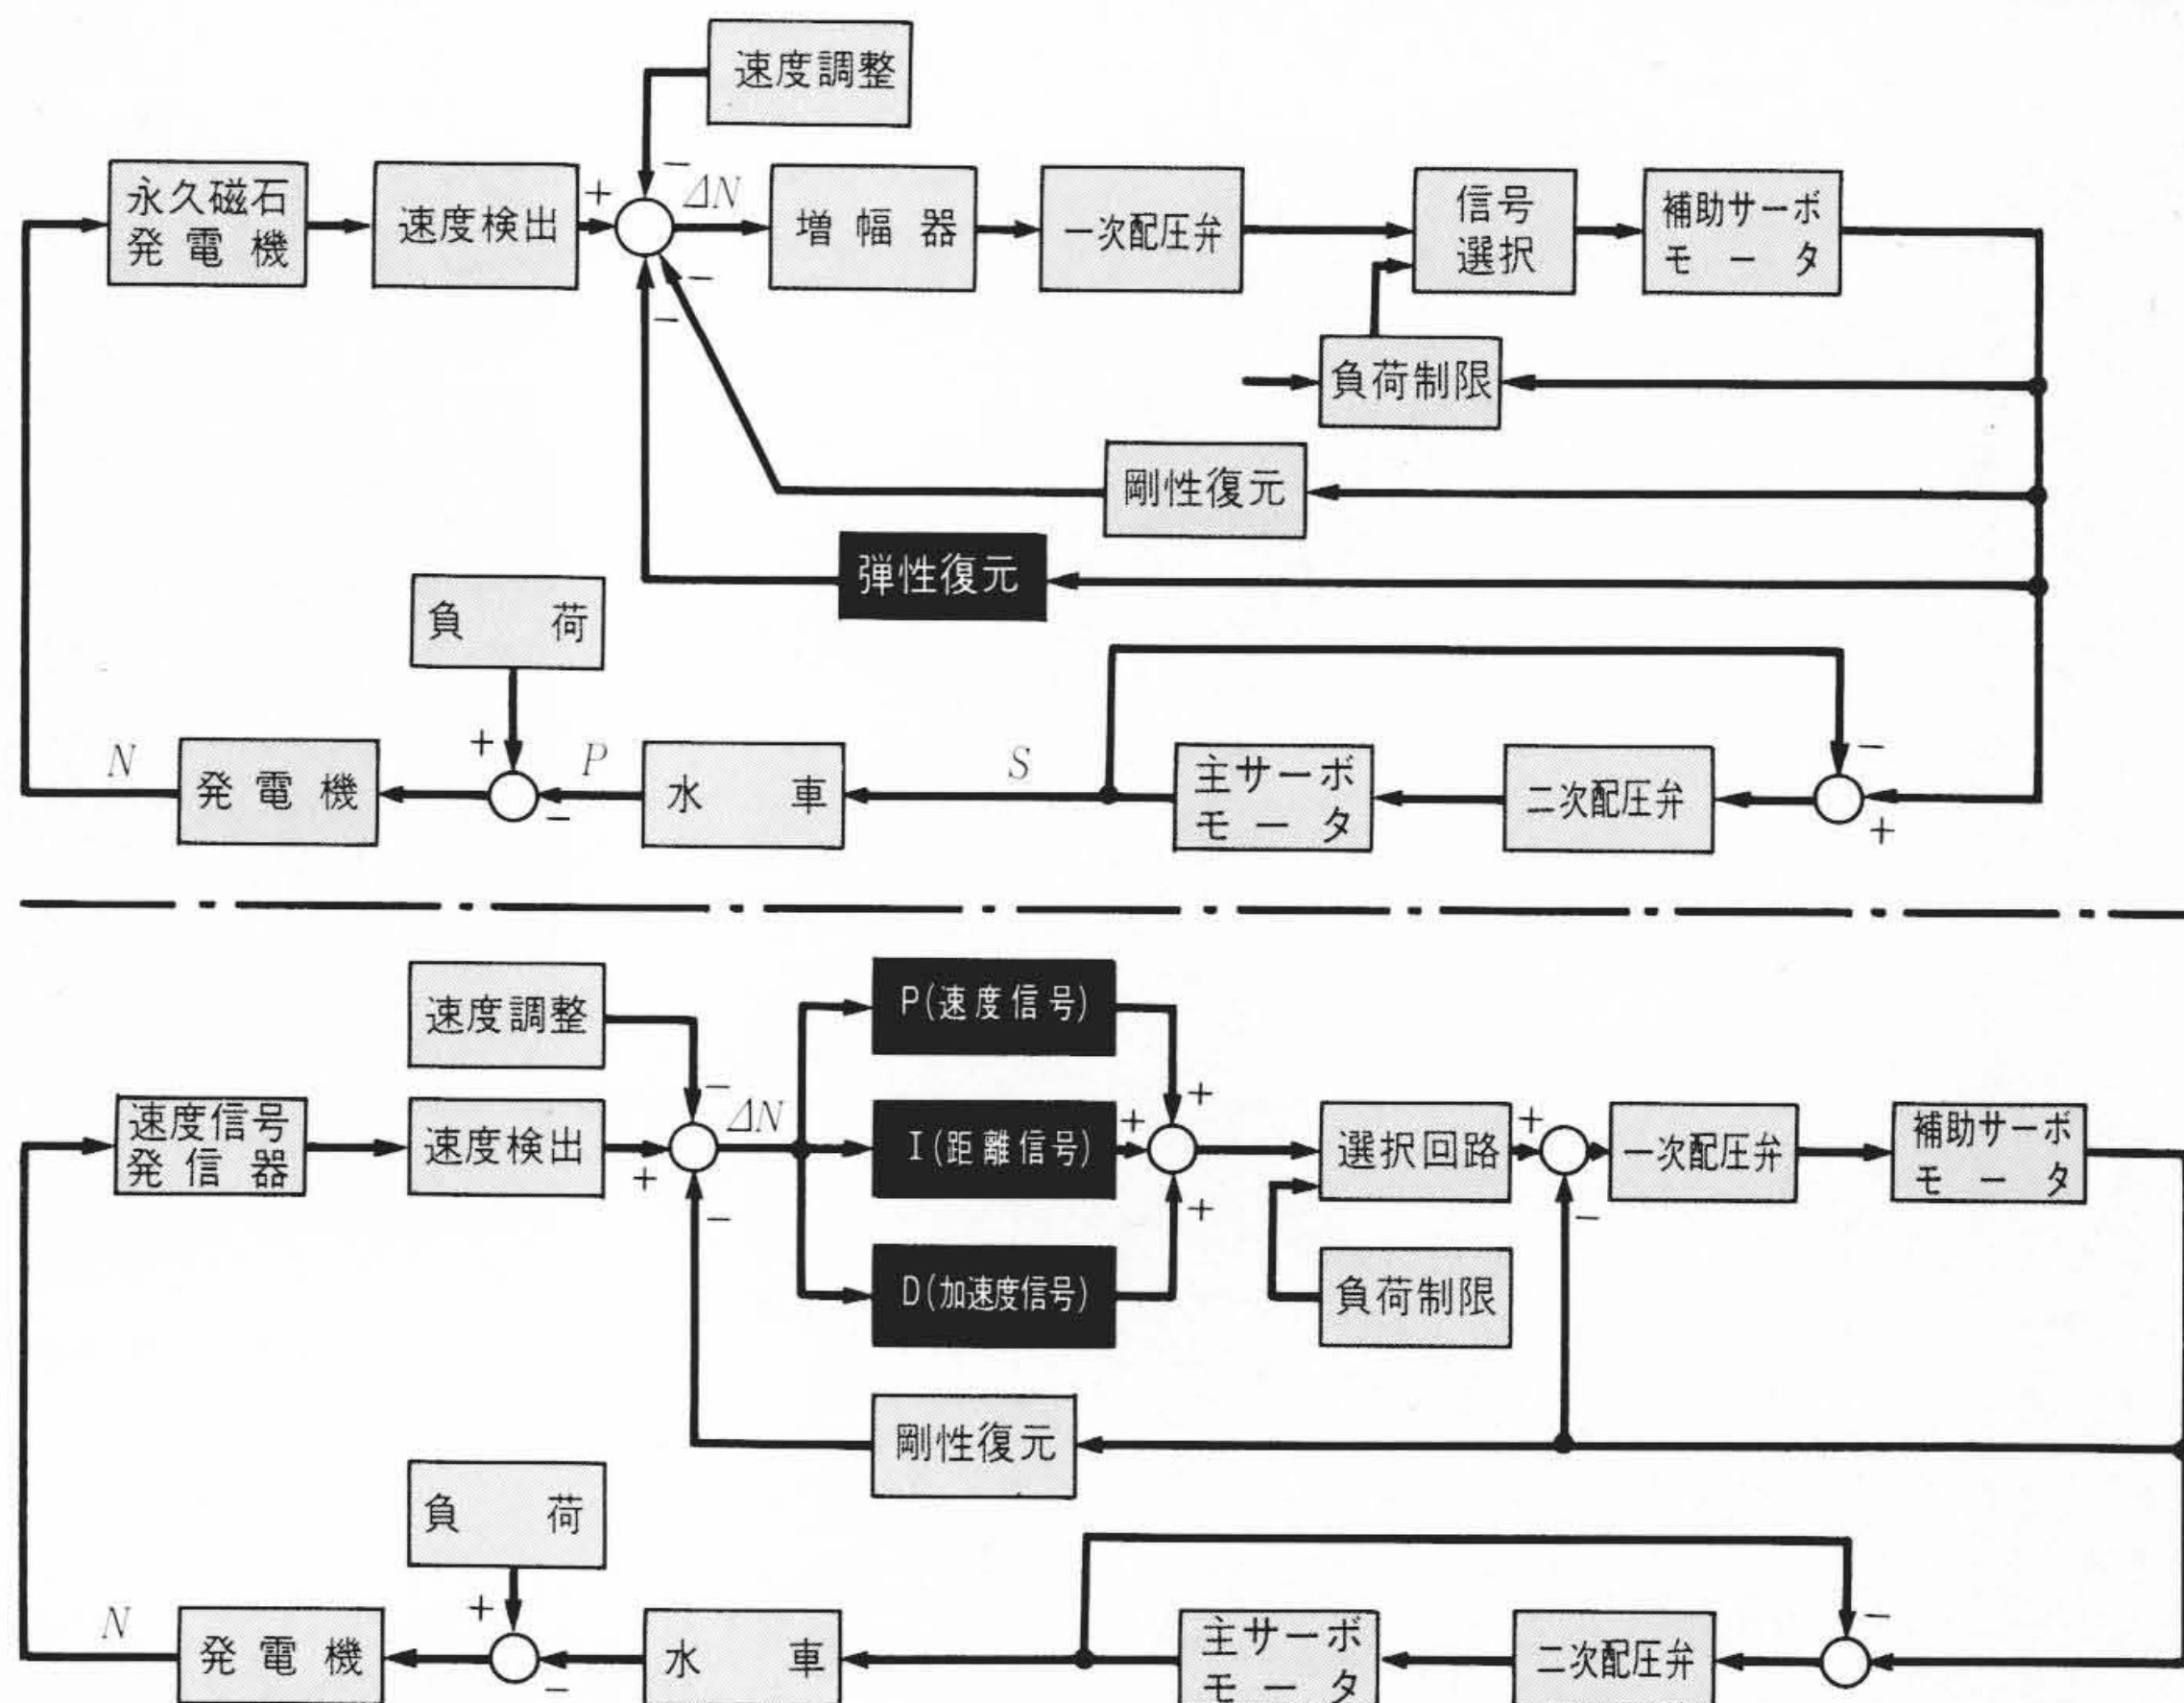 速度調整
永久磁石
発電機
速度検出
+
−
ΔN
−
−
増幅器
一次配圧弁
信号
選択
補助サーボ
モータ
負荷制限
剛性復元
弾性復元
負荷
N
発電機
+
−
P
水車
S
主サーボ
モータ
二次配圧弁
−
+
速度調整
速度信号
発信器
速度検出
−
+
−
ΔN
P(速度信号)
I(距離信号)
D(加速度信号)
+
+
+
選択回路
負荷制限
+
−
一次配圧弁
補助サーボ
モータ
剛性復元
負荷
N
発電機
+
−
水車
主サーボ
モータ
二次配圧弁
−